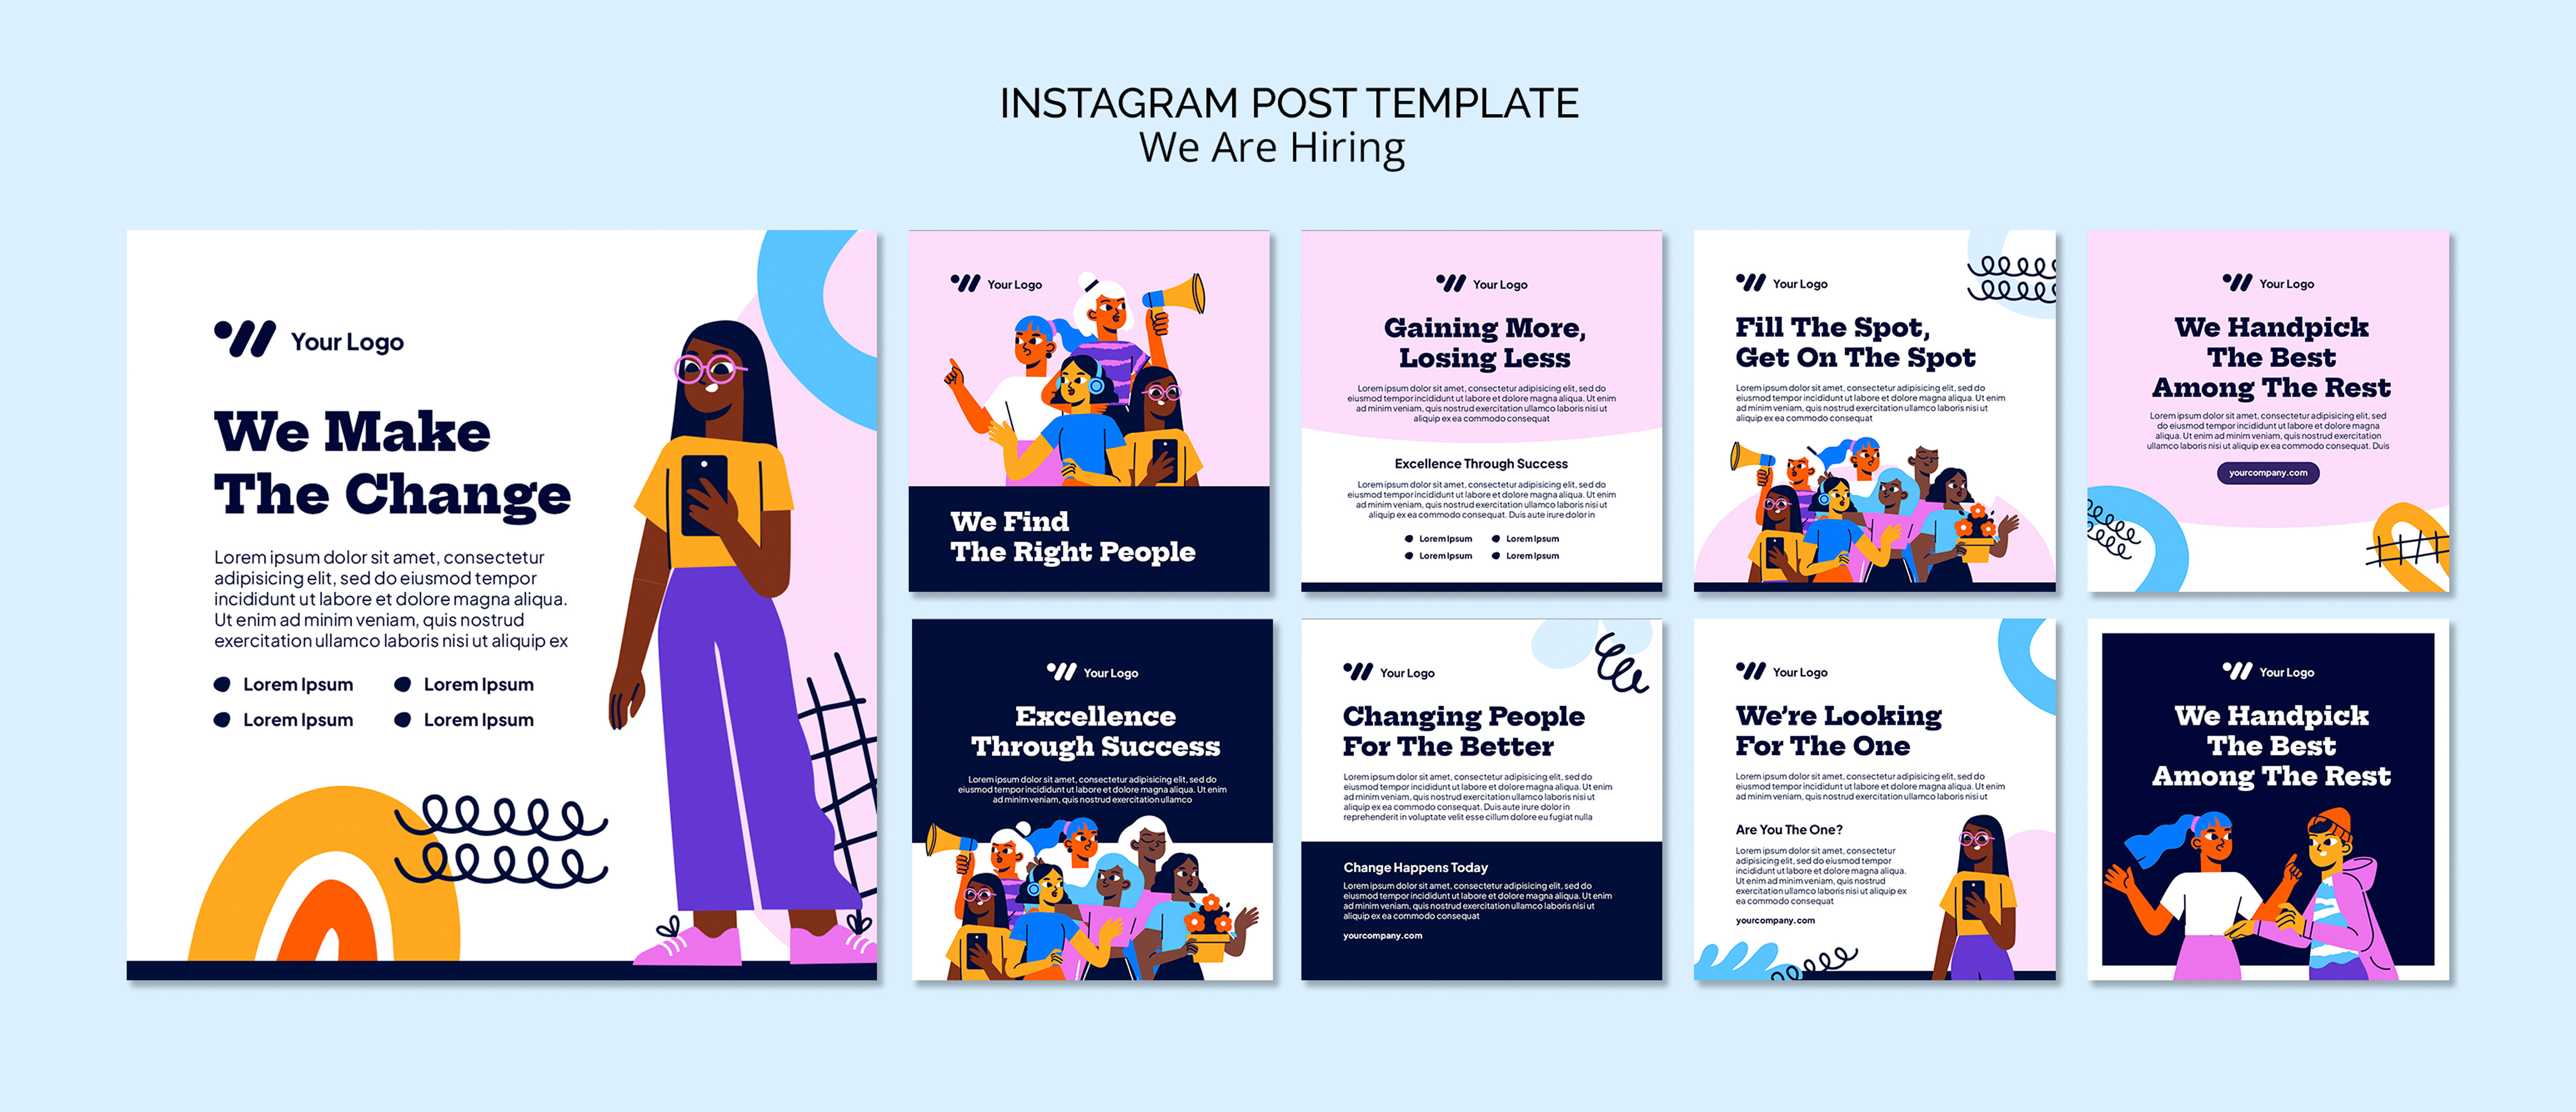 INSTAGRAM POST TEMPLATE
We Are Hiring
Your Logo
We Make
The Change
Lorem ipsum dolor sit amet, consectetur
adipisicing elit, sed do eiusmod tempor
incididunt ut labore et dolore magna aliqua.
Ut enim ad minim veniam, quis nostrud
exercitation ullamco laboris nisi ut aliquip ex
Lorem Ipsum
Lorem Ipsum
Lorem Ipsum
Lorem Ipsum
Your Logo
We Find
The Right People
Your Logo
Gaining More,
Losing Less
Lorem ipsum dolor sit amet, consectetur adipisicing elit, sed do
eiusmod tempor incididunt ut labore et dolore magna aliqua. Ut enim
ad minim veniam, quis nostrud exercitation ullamco laboris nisi ut
aliquip ex ea commodo consequat
Excellence Through Success
Lorem ipsum dolor sit amet, consectetur adipisicing elit, sed do
eiusmod tempor incididunt ut labore et dolore magna aliqua. Ut enim
ad minim veniam, quis nostrud exercitation ullamco laboris nisi ut
aliquip ex ea commodo consequat. Duis aute irure dolor in
Lorem Ipsum
Lorem Ipsum
Lorem Ipsum
Lorem Ipsum
Your Logo
Fill The Spot,
Get On The Spot
Lorem ipsum dolor sit amet, consectetur adipisicing elit, sed do
eiusmod tempor incididunt ut labore et dolore magna aliqua. Ut enim
ad minim veniam, quis nostrud exercitation ullamco laboris nisi ut
aliquip ex ea commodo consequat
Your Logo
We Handpick
The Best
Among The Rest
Lorem ipsum dolor sit amet, consectetur adipisicing elit, sed
do eiusmod tempor incididunt ut labore et dolore magna
aliqua. Ut enim ad minim veniam, quis nostrud exercitation
ullamco laboris nisi ut aliquip ex ea commodo consequat. Duis
yourcompany.com
Your Logo
Excellence
Through Success
Lorem ipsum dolor sit amet, consectetur adipisicing elit, sed do
eiusmod tempor incididunt ut labore et dolore magna aliqua. Ut enim
ad minim veniam, quis nostrud exercitation ullamco
Your Logo
Changing People
For The Better
Lorem ipsum dolor sit amet, consectetur adipisicing elit, sed do
eiusmod tempor incididunt ut labore et dolore magna aliqua. Ut enim
ad minim veniam, quis nostrud exercitation ullamco laboris nisi ut
aliquip ex ea commodo consequat. Duis aute irure dolor in
reprehenderit in voluptate velit esse cillum dolore eu fugiat nulla
Change Happens Today
Lorem ipsum dolor sit amet, consectetur adipisicing elit, sed do
eiusmod tempor incididunt ut labore et dolore magna aliqua. Ut enim
ad minim veniam, quis nostrud exercitation ullamco laboris nisi ut
aliquip ex ea commodo consequat
yourcompany.com
Your Logo
We're Looking
For The One
Lorem ipsum dolor sit amet, consectetur adipisicing elit, sed do
eiusmod tempor incididunt ut labore et dolore magna aliqua. Ut enim
ad minim veniam, quis nostrud exercitation ullamco laboris nisi ut
Are You The One?
Lorem ipsum dolor sit amet, consectetur
adipisicing elit, sed do eiusmod tempor
incididunt ut labore et dolore magna aliqua.
Ut enim ad minim veniam, quis nostrud
exercitation ullamco laboris nisi ut aliquip ex
ea commodo consequat
yourcompany.com
Your Logo
We Handpick
The Best
Among The Rest